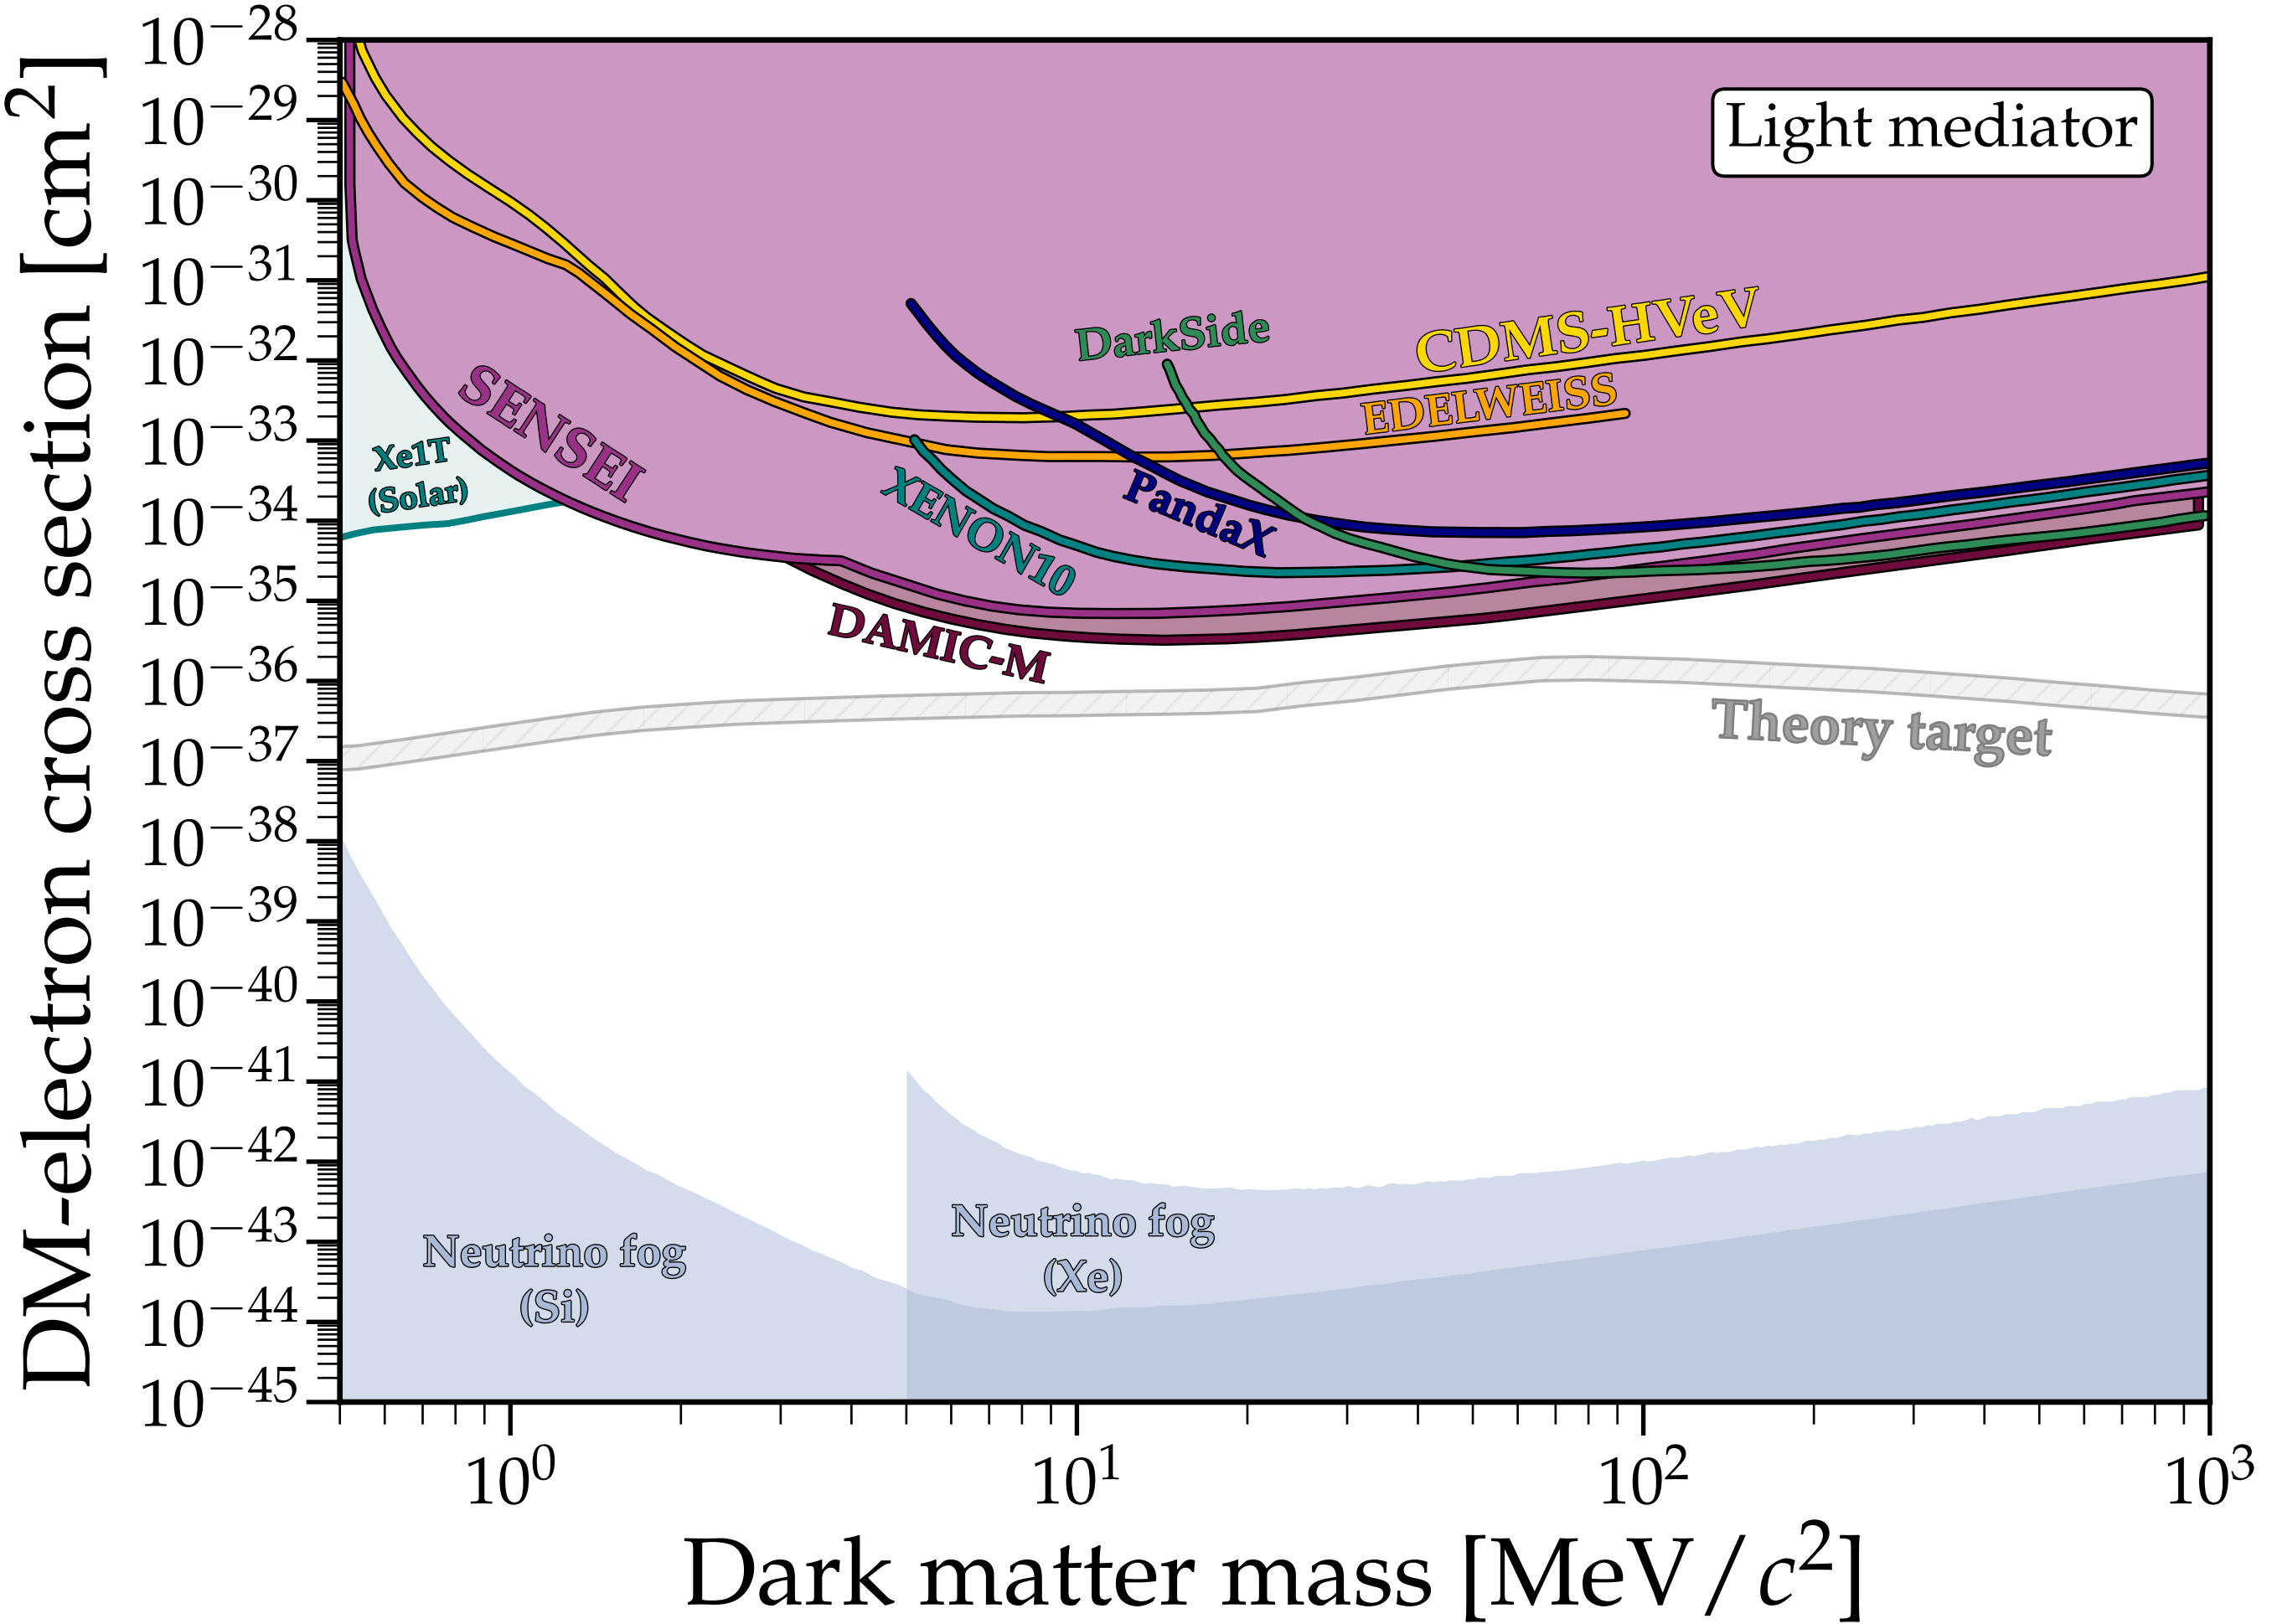 DM-electron cross section [cm²]
10⁻²⁸
10⁻²⁹
10⁻³⁰
10⁻³¹
10⁻³²
10⁻³³
10⁻³⁴
10⁻³⁵
10⁻³⁶
10⁻³⁷
10⁻³⁸
10⁻³⁹
10⁻⁴⁰
10⁻⁴¹
10⁻⁴²
10⁻⁴³
10⁻⁴⁴
10⁻⁴⁵
Light mediator
DarkSide
CDMS-HVeV
EDELWEISS
SENSEI
Xe1T
(Solar)
XENON10
PandaX
DAMIC-M
Theory target
Neutrino fog
(Si)
Neutrino fog
(Xe)
10⁰
10¹
10²
10³
Dark matter mass [MeV/c²]